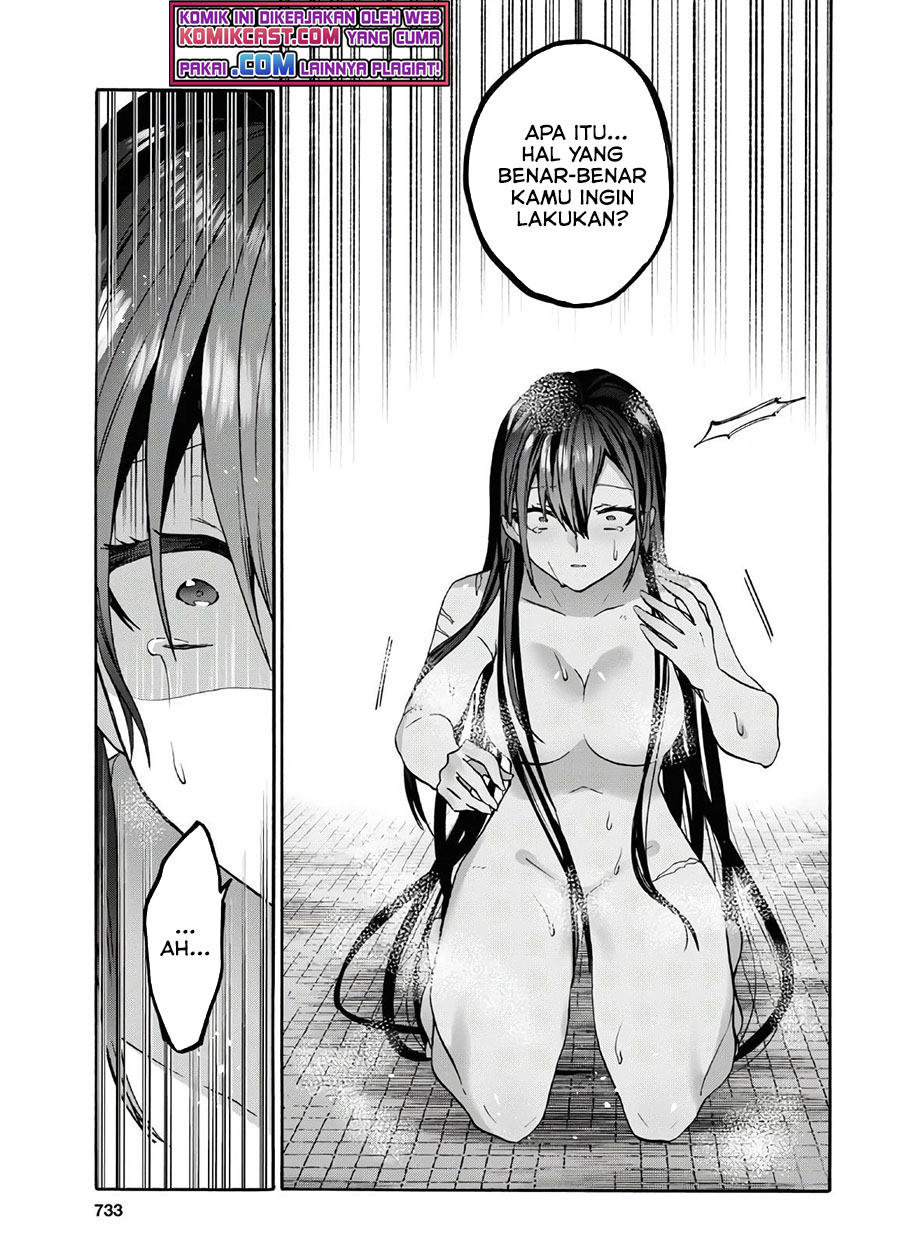 KOMIK INI DIKERJAKAN OLEH WEB
KOMIKCAST.COM YANG CUMA
PAKAI .COM LAINNYA PLAGIAT!
APA ITU...
HAL YANG
BENAR-BENAR
KAMU INGIN
LAKUKAN?
...
AH...
733